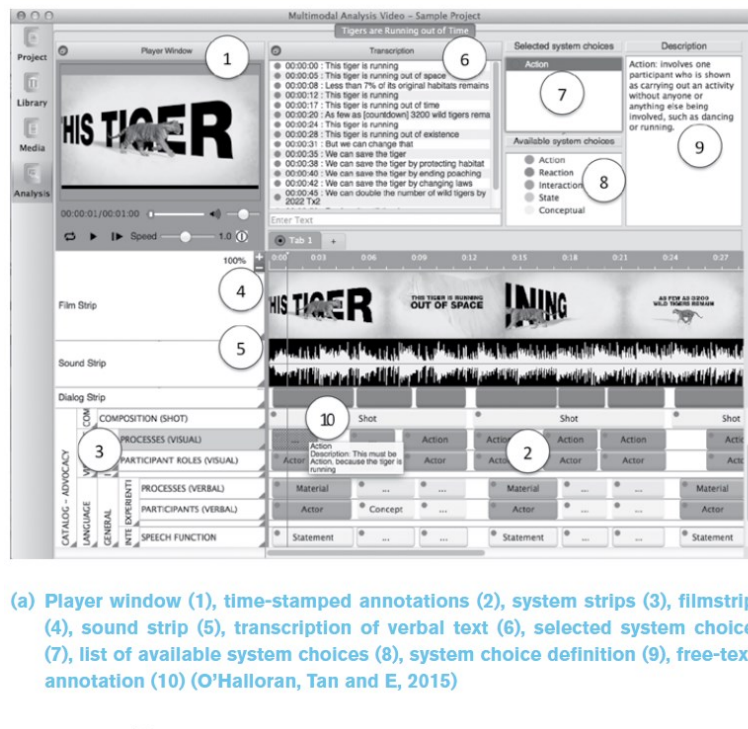 Multimodal Analysis Video – Sample Project
Tigers are Running out of Time
Project
Library
Media
Analysis
Player Window
1
THIS TIGER
00:00:01/00:01:00
Speed
1.0
Transcription
6
00:00:00 : This tiger is running
00:00:05 : This tiger is running out of space
00:00:08 : Less than 7% of its original habitats remains
00:00:12 : This tiger is running
00:00:17 : This tiger is running out of time
00:00:20 : As few as [countdown] 3200 wild tigers rema
00:00:24 : This tiger is running
00:00:28 : This tiger is running out of existence
00:00:31 : But we can change that
00:00:35 : We can save the tiger
00:00:38 : We can save the tiger by protecting habitat
00:00:40 : We can save the tiger by ending poaching
00:00:42 : We can save the tiger by changing laws
00:00:45 : We can double the number of wild tigers by
2022 Tx2
Enter Text
Selected system choices
Action
7
Available system choices
Action
Reaction
Interaction
State
Conceptual
8
Description
Action: involves one
participant who is shown
as carrying out an activity
without anyone or
anything else being
involved, such as dancing
or running.
9
Tab 1 +
100% + −
0:00 0:03 0:06 0:09 0:12 0:15 0:18 0:21 0:24 0:27
4
Film Strip
HIS TIGER
THIS TIGER IS RUNNING
OUT OF SPACE
NING
AS FEW AS 3200
WILD TIGERS REMAIN
5
Sound Strip
Dialog Strip
CATALOG - ADVOCACY
COM
COMPOSITION (SHOT)
Shot Shot Shot
10
3
PROCESSES (VISUAL)
... Action Action Action Action Actio
2
Action
Description: This must be
Action, because the tiger is
running
PARTICIPANT ROLES (VISUAL)
Actor Actor Actor Actor Actor Acto
LANGUAGE
GENERAL
INTE EXPERIENTI
PROCESSES (VERBAL)
Material ... ... Material ... ... Material
PARTICIPANTS (VERBAL)
Actor Concept ... Actor ... ... Actor
SPEECH FUNCTION
Statement ... ... Statement ... ... Statement
(a) Player window (1), time-stamped annotations (2), system strips (3), filmstrip
(4), sound strip (5), transcription of verbal text (6), selected system choice
(7), list of available system choices (8), system choice definition (9), free-tex
annotation (10) (O'Halloran, Tan and E, 2015)